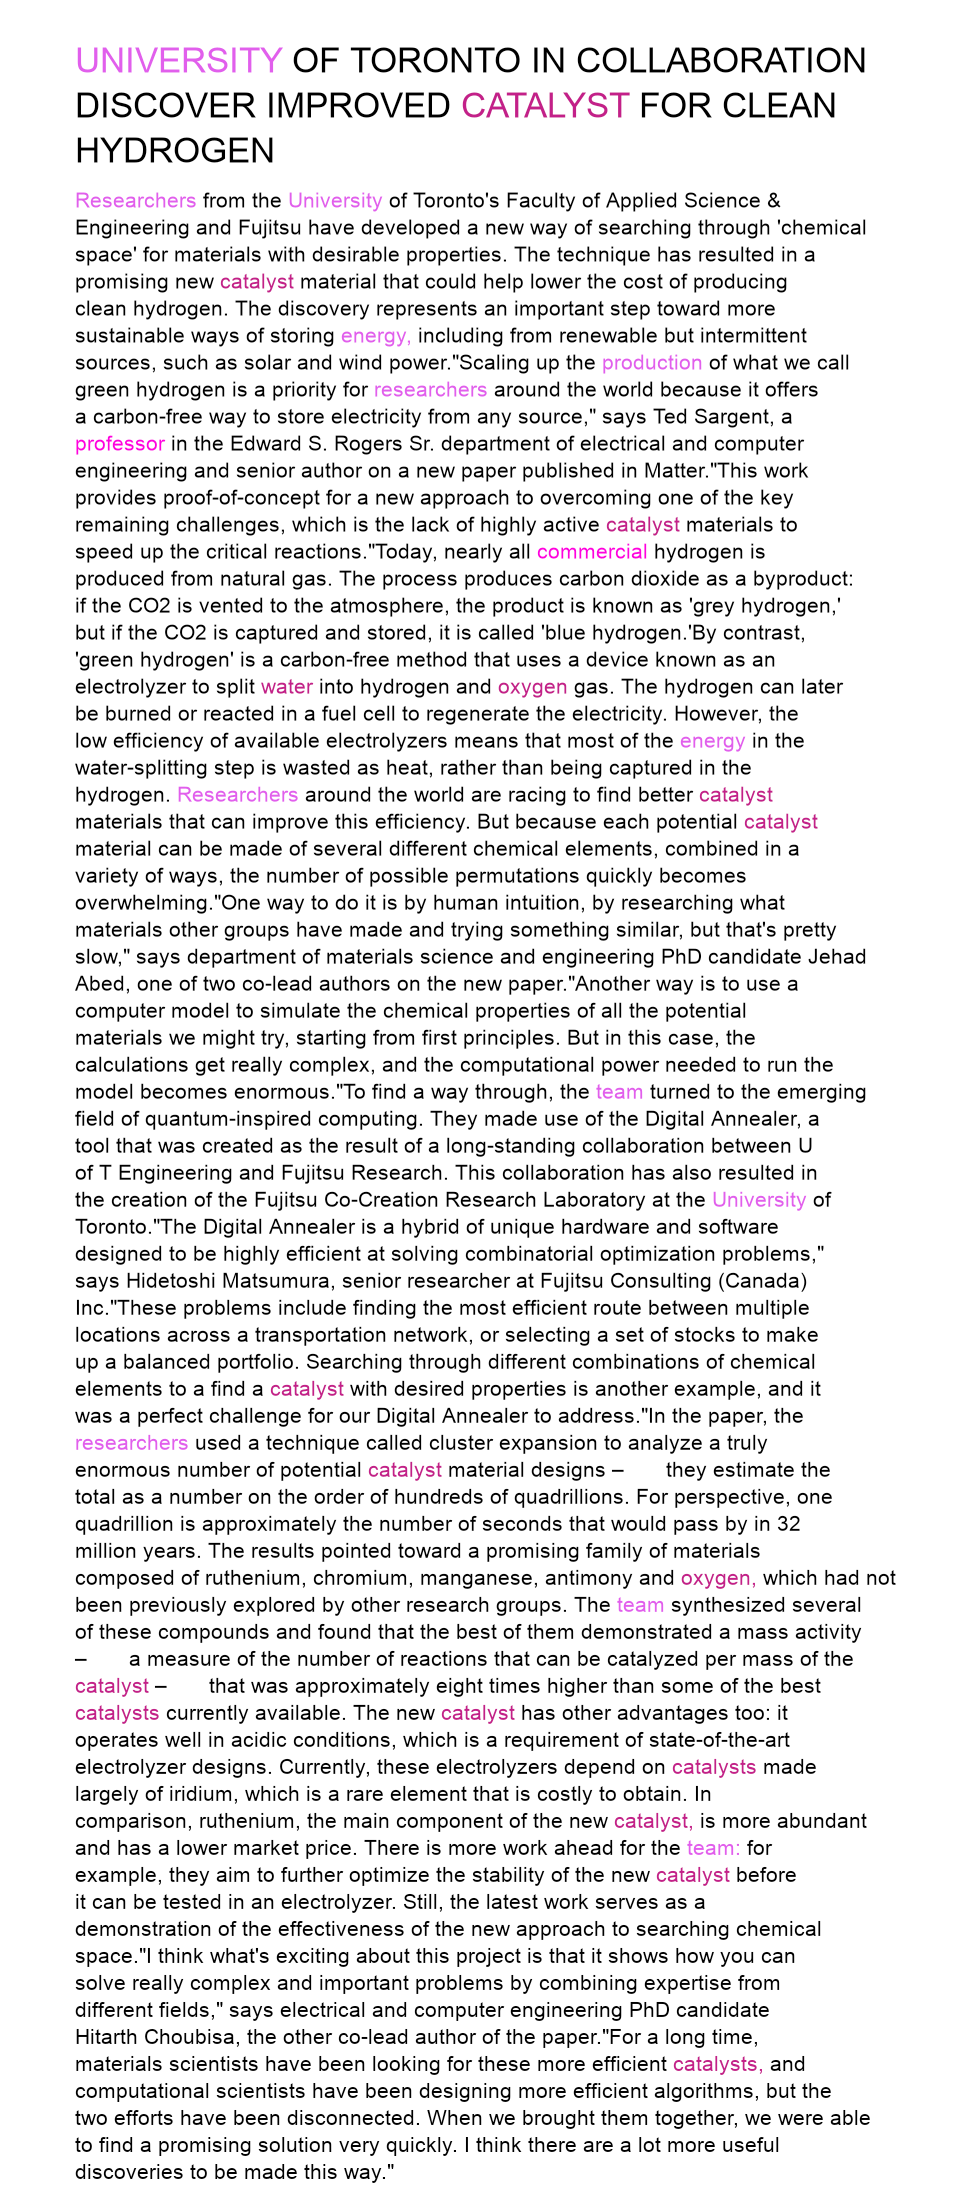 UNIVERSITY OF TORONTO IN COLLABORATION
DISCOVER IMPROVED CATALYST FOR CLEAN
HYDROGEN
Researchers from the University of Toronto's Faculty of Applied Science &
Engineering and Fujitsu have developed a new way of searching through 'chemical
space' for materials with desirable properties. The technique has resulted in a
promising new catalyst material that could help lower the cost of producing
clean hydrogen. The discovery represents an important step toward more
sustainable ways of storing energy, including from renewable but intermittent
sources, such as solar and wind power."Scaling up the production of what we call
green hydrogen is a priority for researchers around the world because it offers
a carbon-free way to store electricity from any source," says Ted Sargent, a
professor in the Edward S. Rogers Sr. department of electrical and computer
engineering and senior author on a new paper published in Matter."This work
provides proof-of-concept for a new approach to overcoming one of the key
remaining challenges, which is the lack of highly active catalyst materials to
speed up the critical reactions."Today, nearly all commercial hydrogen is
produced from natural gas. The process produces carbon dioxide as a byproduct:
if the CO2 is vented to the atmosphere, the product is known as 'grey hydrogen,'
but if the CO2 is captured and stored, it is called 'blue hydrogen.'By contrast,
'green hydrogen' is a carbon-free method that uses a device known as an
electrolyzer to split water into hydrogen and oxygen gas. The hydrogen can later
be burned or reacted in a fuel cell to regenerate the electricity. However, the
low efficiency of available electrolyzers means that most of the energy in the
water-splitting step is wasted as heat, rather than being captured in the
hydrogen. Researchers around the world are racing to find better catalyst
materials that can improve this efficiency. But because each potential catalyst
material can be made of several different chemical elements, combined in a
variety of ways, the number of possible permutations quickly becomes
overwhelming."One way to do it is by human intuition, by researching what
materials other groups have made and trying something similar, but that's pretty
slow," says department of materials science and engineering PhD candidate Jehad
Abed, one of two co-lead authors on the new paper."Another way is to use a
computer model to simulate the chemical properties of all the potential
materials we might try, starting from first principles. But in this case, the
calculations get really complex, and the computational power needed to run the
model becomes enormous."To find a way through, the team turned to the emerging
field of quantum-inspired computing. They made use of the Digital Annealer, a
tool that was created as the result of a long-standing collaboration between U
of T Engineering and Fujitsu Research. This collaboration has also resulted in
the creation of the Fujitsu Co-Creation Research Laboratory at the University of
Toronto."The Digital Annealer is a hybrid of unique hardware and software
designed to be highly efficient at solving combinatorial optimization problems,"
says Hidetoshi Matsumura, senior researcher at Fujitsu Consulting (Canada)
Inc."These problems include finding the most efficient route between multiple
locations across a transportation network, or selecting a set of stocks to make
up a balanced portfolio. Searching through different combinations of chemical
elements to a find a catalyst with desired properties is another example, and it
was a perfect challenge for our Digital Annealer to address."In the paper, the
researchers used a technique called cluster expansion to analyze a truly
enormous number of potential catalyst material designs – they estimate the
total as a number on the order of hundreds of quadrillions. For perspective, one
quadrillion is approximately the number of seconds that would pass by in 32
million years. The results pointed toward a promising family of materials
composed of ruthenium, chromium, manganese, antimony and oxygen, which had not
been previously explored by other research groups. The team synthesized several
of these compounds and found that the best of them demonstrated a mass activity
– a measure of the number of reactions that can be catalyzed per mass of the
catalyst – that was approximately eight times higher than some of the best
catalysts currently available. The new catalyst has other advantages too: it
operates well in acidic conditions, which is a requirement of state-of-the-art
electrolyzer designs. Currently, these electrolyzers depend on catalysts made
largely of iridium, which is a rare element that is costly to obtain. In
comparison, ruthenium, the main component of the new catalyst, is more abundant
and has a lower market price. There is more work ahead for the team: for
example, they aim to further optimize the stability of the new catalyst before
it can be tested in an electrolyzer. Still, the latest work serves as a
demonstration of the effectiveness of the new approach to searching chemical
space."I think what's exciting about this project is that it shows how you can
solve really complex and important problems by combining expertise from
different fields," says electrical and computer engineering PhD candidate
Hitarth Choubisa, the other co-lead author of the paper."For a long time,
materials scientists have been looking for these more efficient catalysts, and
computational scientists have been designing more efficient algorithms, but the
two efforts have been disconnected. When we brought them together, we were able
to find a promising solution very quickly. I think there are a lot more useful
discoveries to be made this way."